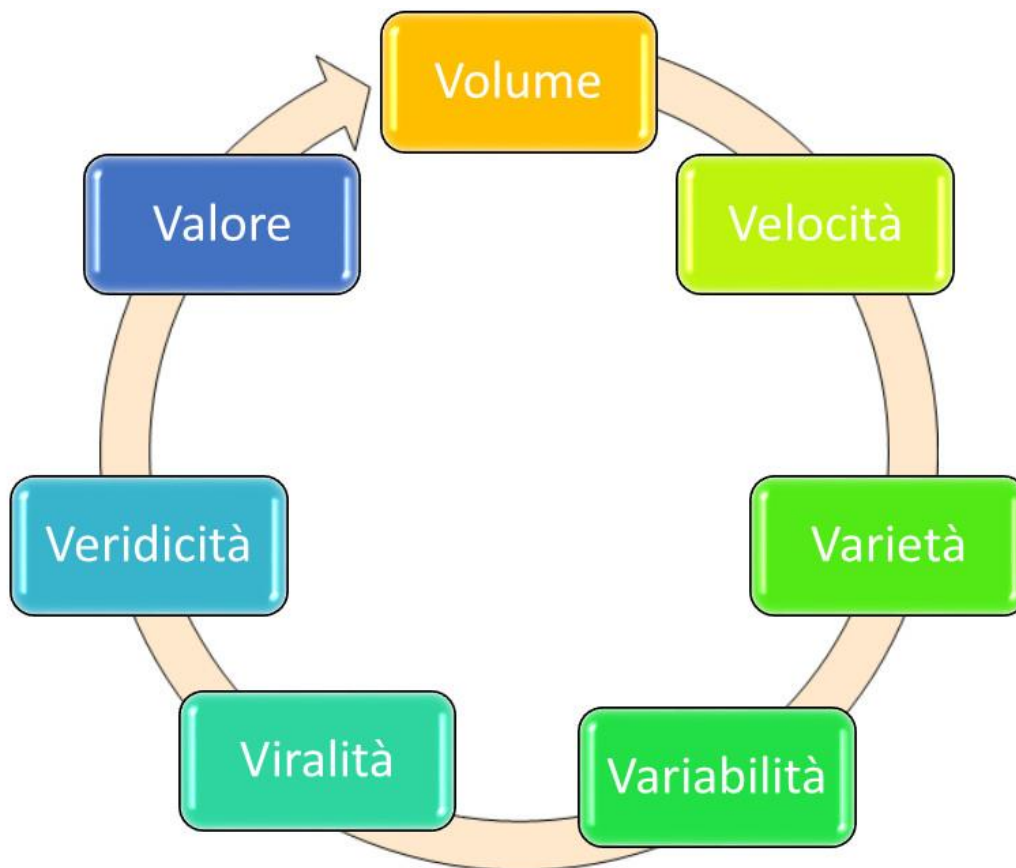 Volume
Velocità
Varietà
Variabilità
Viralità
Veridicità
Valore